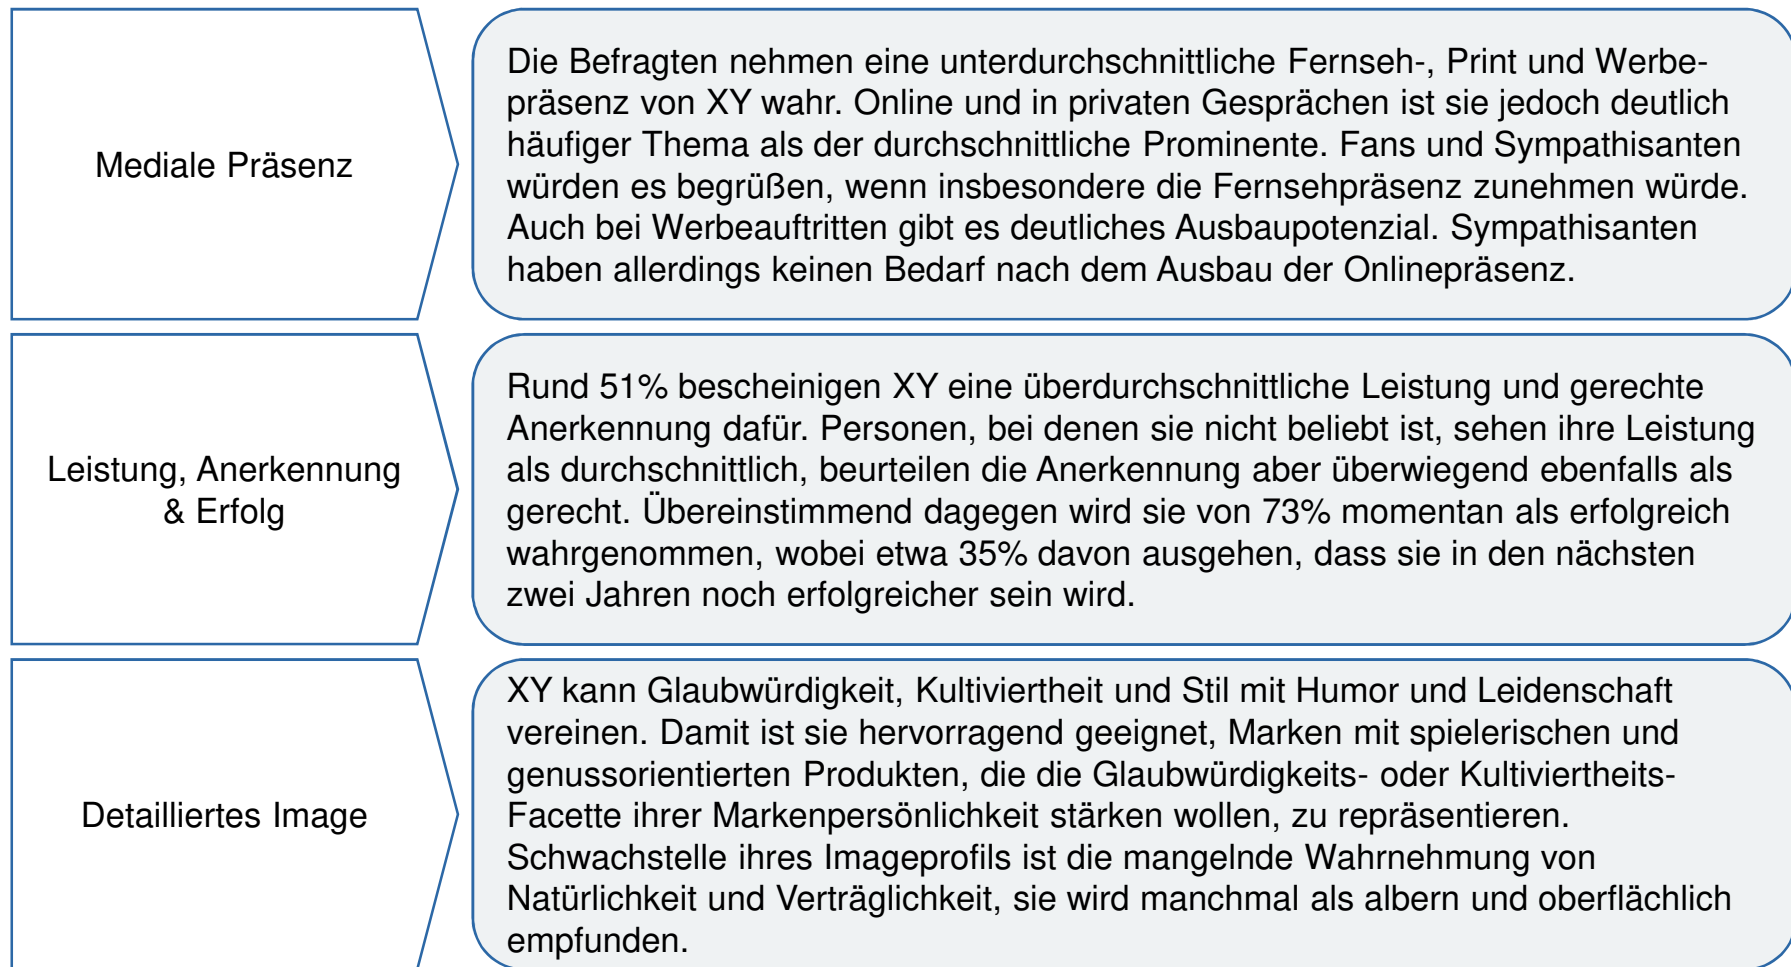 Mediale Präsenz
Die Befragten nehmen eine unterdurchschnittliche Fernseh-, Print und Werbe-
präsenz von XY wahr. Online und in privaten Gesprächen ist sie jedoch deutlich
häufiger Thema als der durchschnittliche Prominente. Fans und Sympathisanten
würden es begrüßen, wenn insbesondere die Fernsehpräsenz zunehmen würde.
Auch bei Werbeauftritten gibt es deutliches Ausbaupotenzial. Sympathisanten
haben allerdings keinen Bedarf nach dem Ausbau der Onlinepräsenz.
Leistung, Anerkennung
& Erfolg
Rund 51% bescheinigen XY eine überdurchschnittliche Leistung und gerechte
Anerkennung dafür. Personen, bei denen sie nicht beliebt ist, sehen ihre Leistung
als durchschnittlich, beurteilen die Anerkennung aber überwiegend ebenfalls als
gerecht. Übereinstimmend dagegen wird sie von 73% momentan als erfolgreich
wahrgenommen, wobei etwa 35% davon ausgehen, dass sie in den nächsten
zwei Jahren noch erfolgreicher sein wird.
Detailliertes Image
XY kann Glaubwürdigkeit, Kultiviertheit und Stil mit Humor und Leidenschaft
vereinen. Damit ist sie hervorragend geeignet, Marken mit spielerischen und
genussorientierten Produkten, die die Glaubwürdigkeits- oder Kultiviertheits-
Facette ihrer Markenpersönlichkeit stärken wollen, zu repräsentieren.
Schwachstelle ihres Imageprofils ist die mangelnde Wahrnehmung von
Natürlichkeit und Verträglichkeit, sie wird manchmal als albern und oberflächlich
empfunden.